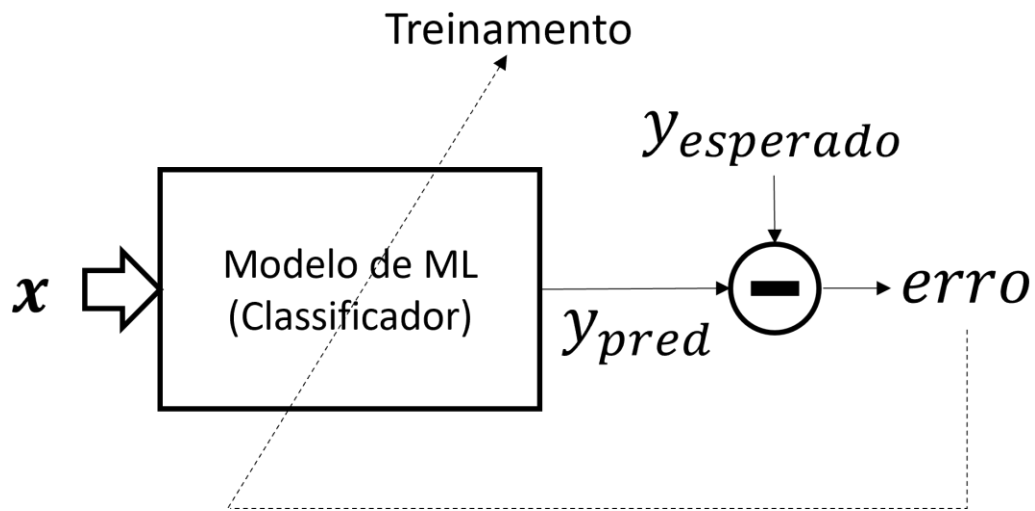 Treinamento
y_esperado
Modelo de ML
(Classificador)
x
y_pred
erro